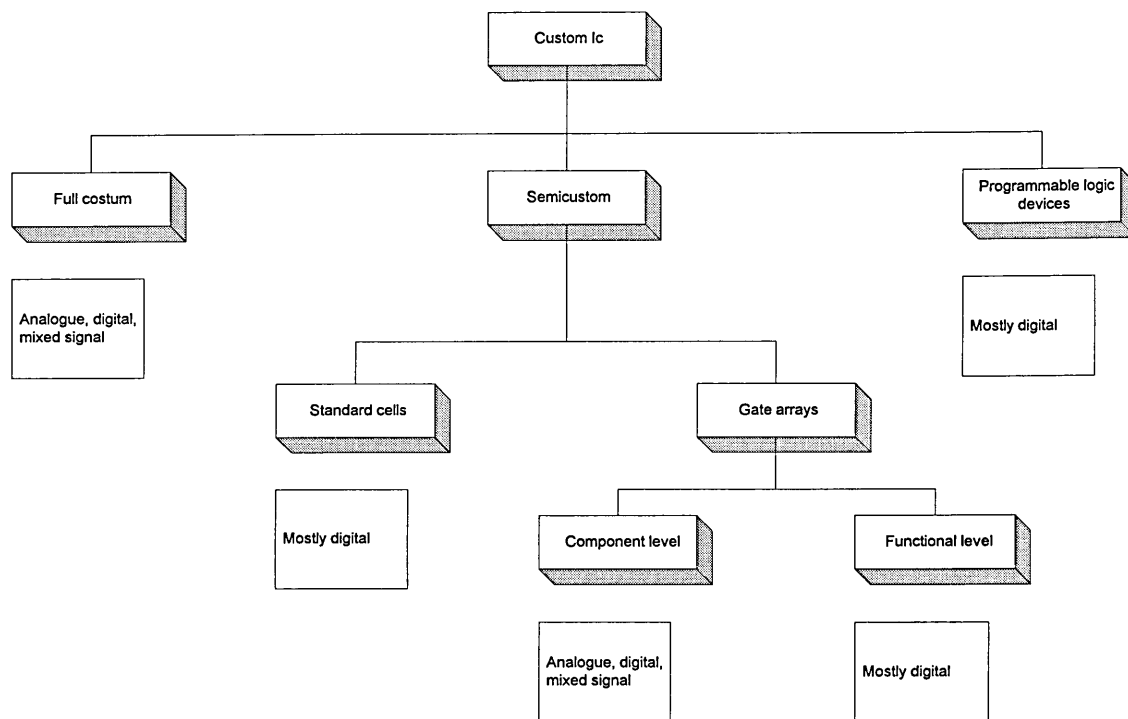 Custom Ic
Full costum
Semicustom
Programmable logic
devices
Analogue, digital,
mixed signal
Mostly digital
Standard cells
Gate arrays
Mostly digital
Component level
Functional level
Analogue, digital,
mixed signal
Mostly digital